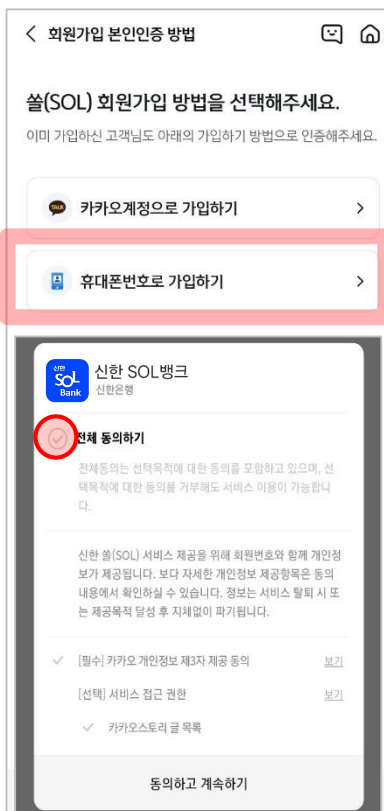 회원가입 본인인증 방법
쏠(SOL) 회원가입 방법을 선택해주세요.
이미 가입하신 고객님도 아래의 가입하기 방법으로 인증해주세요.
TALK 카카오계정으로 가입하기
휴대폰번호로 가입하기
신한
SOL
Bank
신한 SOL뱅크
신한은행
전체 동의하기
전체동의는 선택목적에 대한 동의를 포함하고 있으며, 선
택목적에 대한 동의를 거부해도 서비스 이용이 가능합니
다.
신한 쏠(SOL) 서비스 제공을 위해 회원번호와 함께 개인정
보가 제공됩니다. 보다 자세한 개인정보 제공항목은 동의
내용에서 확인하실 수 있습니다. 정보는 서비스 탈퇴 시 또
는 제공목적 달성 후 지체없이 파기됩니다.
[필수] 카카오 개인정보 제3자 제공 동의 보기
[선택] 서비스 접근 권한 보기
카카오스토리 글 목록
동의하고 계속하기